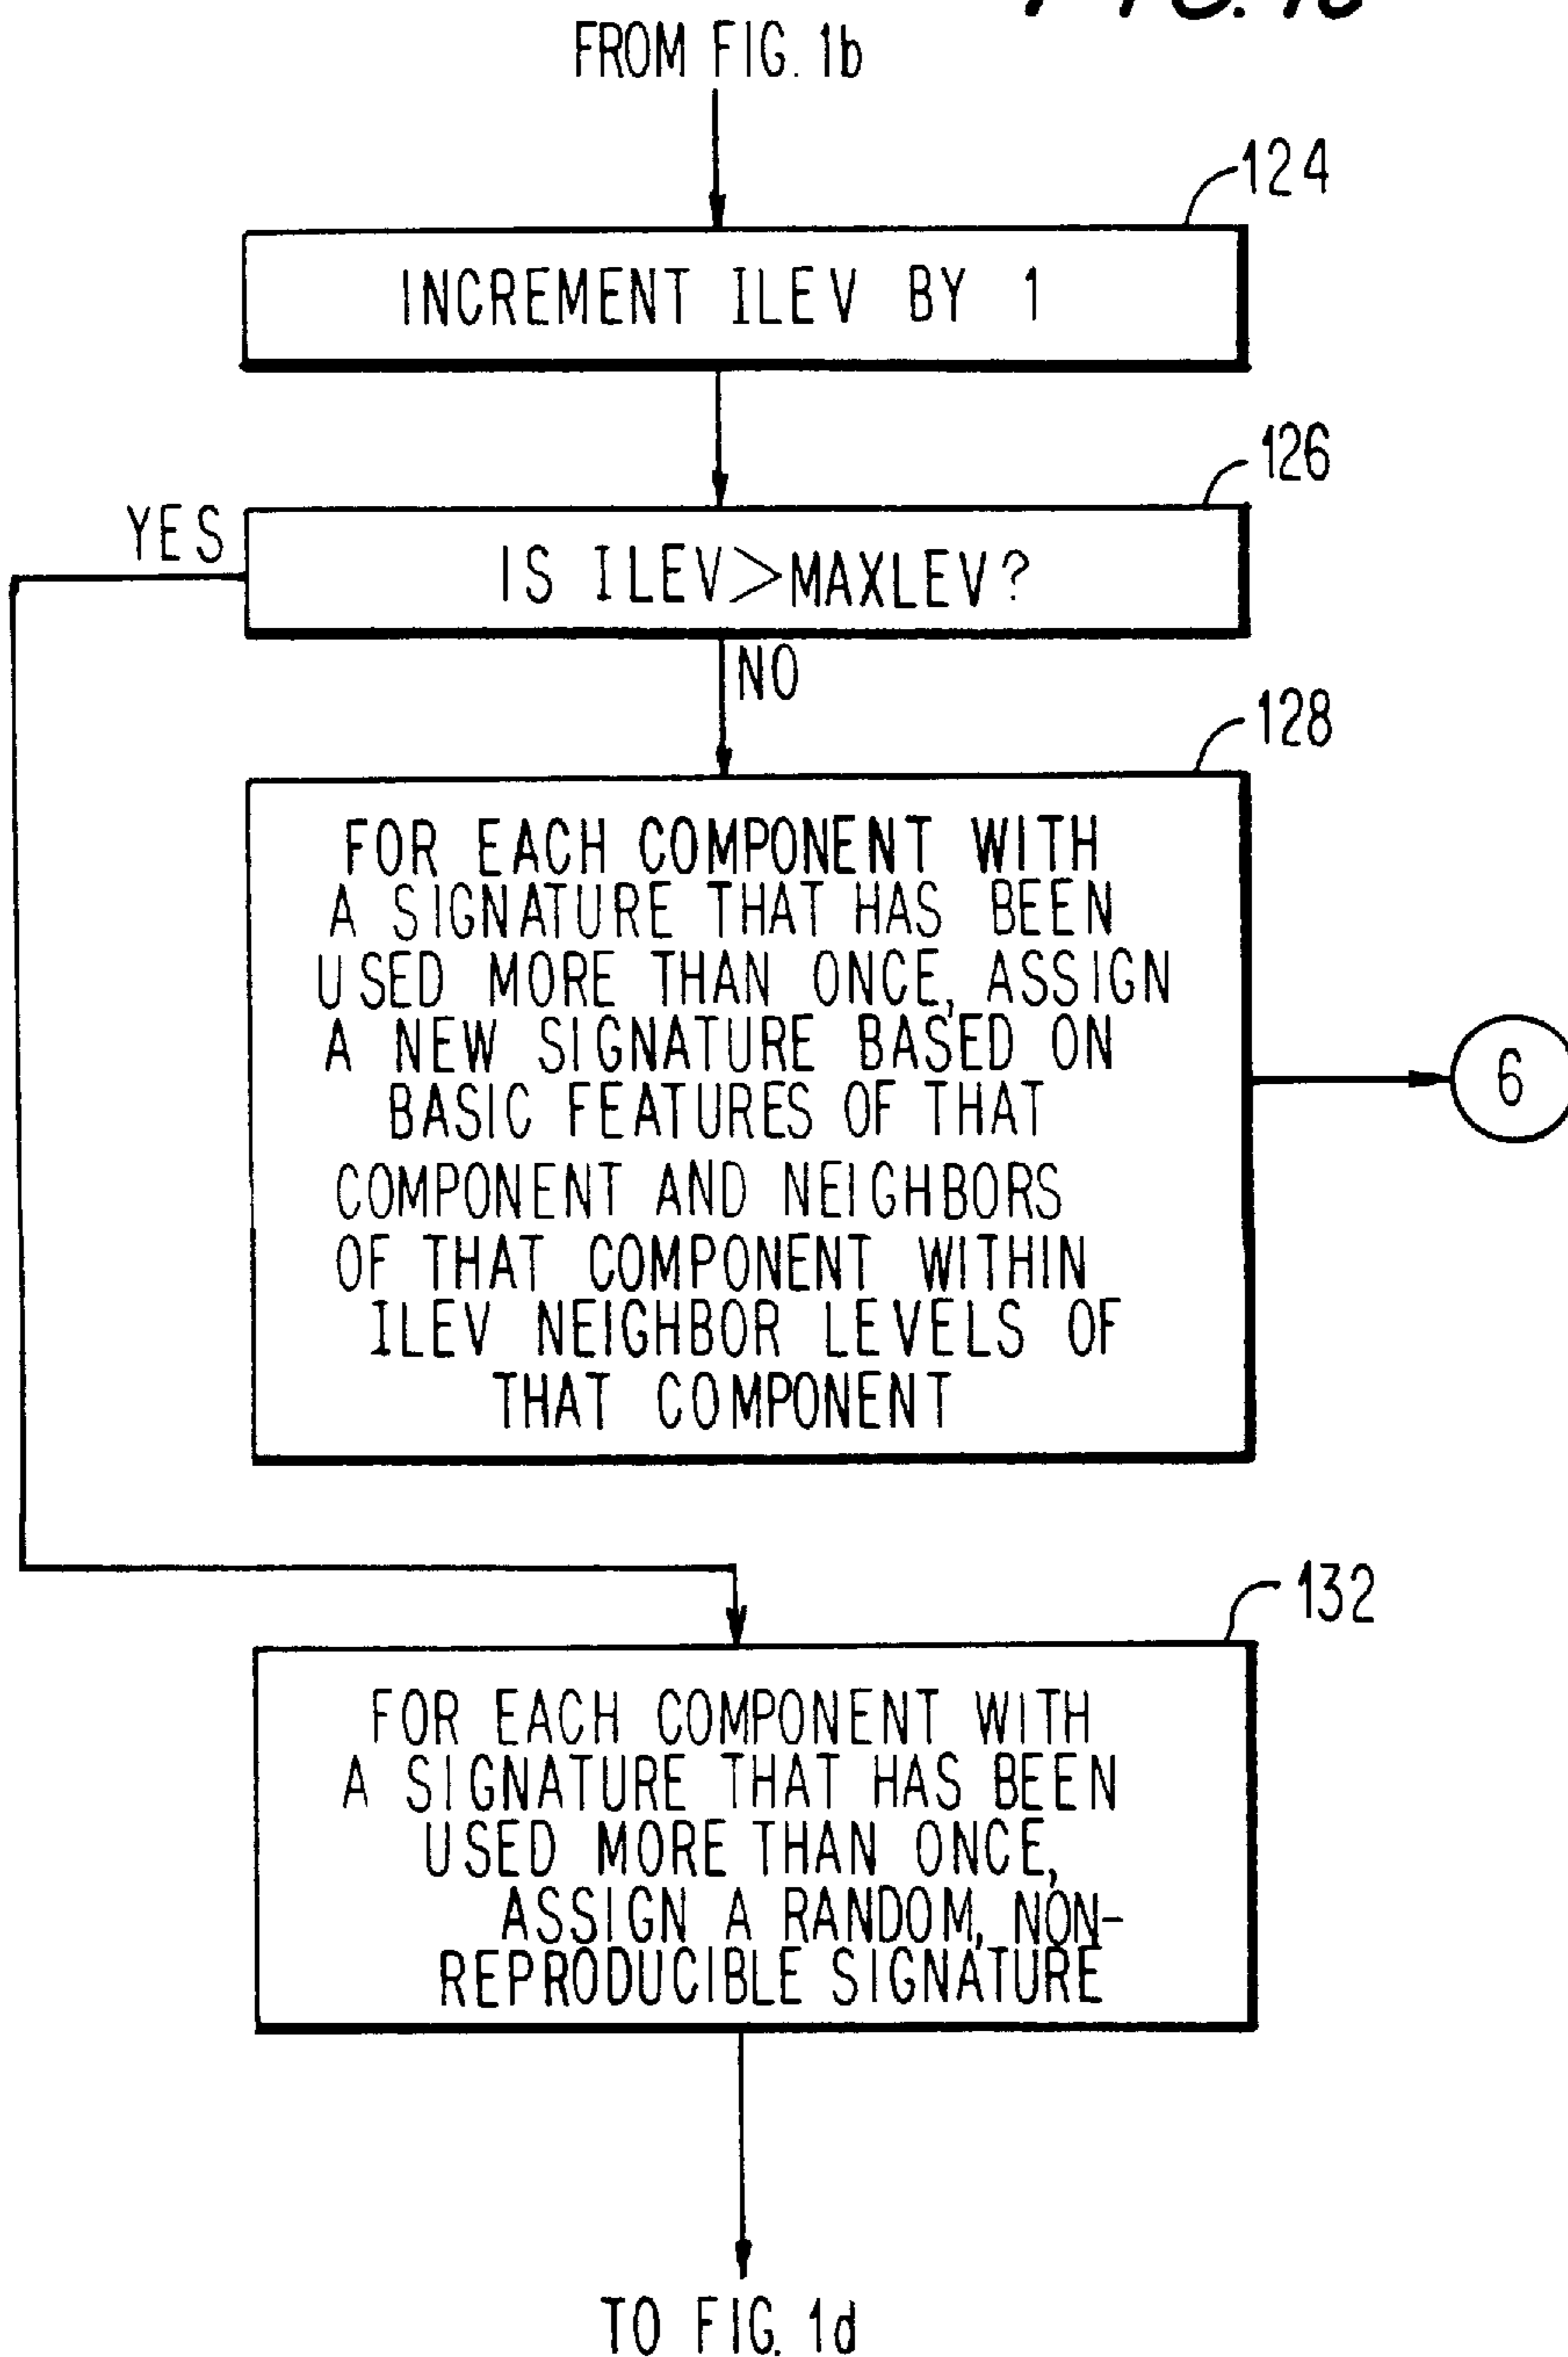 FROM FIG. 1b
124
INCREMENT ILEV BY 1
126
YES
IS ILEV>MAXLEV?
NO
128
FOR EACH COMPONENT WITH
A SIGNATURE THAT HAS BEEN
USED MORE THAN ONCE, ASSIGN
A NEW SIGNATURE BASED ON
BASIC FEATURES OF THAT
COMPONENT AND NEIGHBORS
OF THAT COMPONENT WITHIN
ILEV NEIGHBOR LEVELS OF
THAT COMPONENT
6
132
FOR EACH COMPONENT WITH
A SIGNATURE THAT HAS BEEN
USED MORE THAN ONCE,
ASSIGN A RANDOM, NON-
REPRODUCIBLE SIGNATURE
TO FIG. 1d